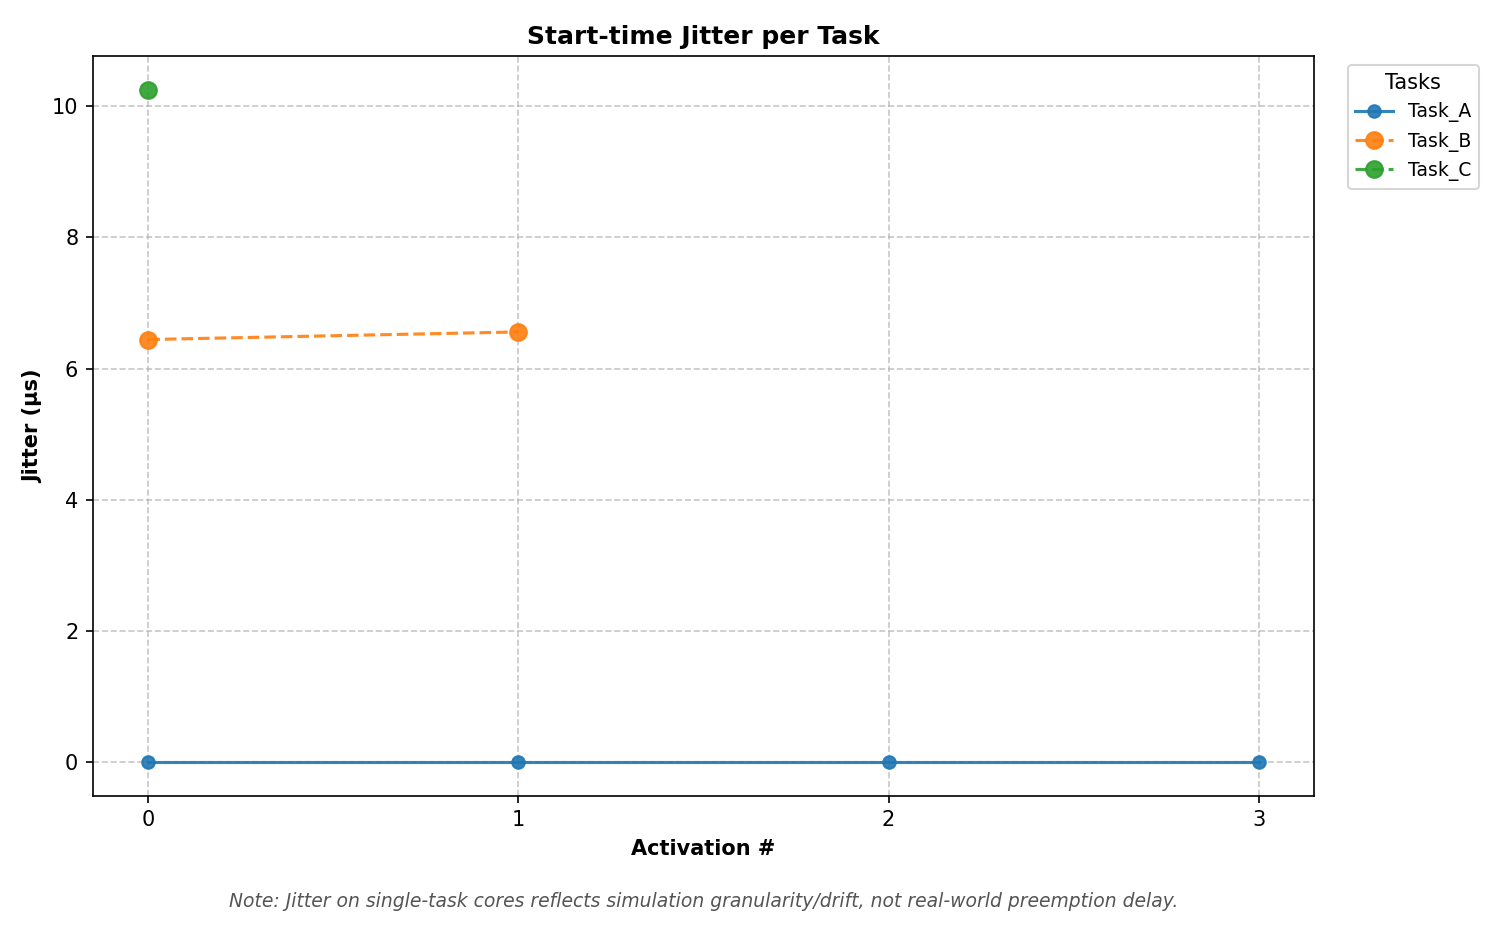 Start-time Jitter per Task
Tasks
Task_A
Task_B
Task_C
10
8
6
4
2
0
Jitter (µs)
0 1 2 3
Activation #
Note: Jitter on single-task cores reflects simulation granularity/drift, not real-world preemption delay.